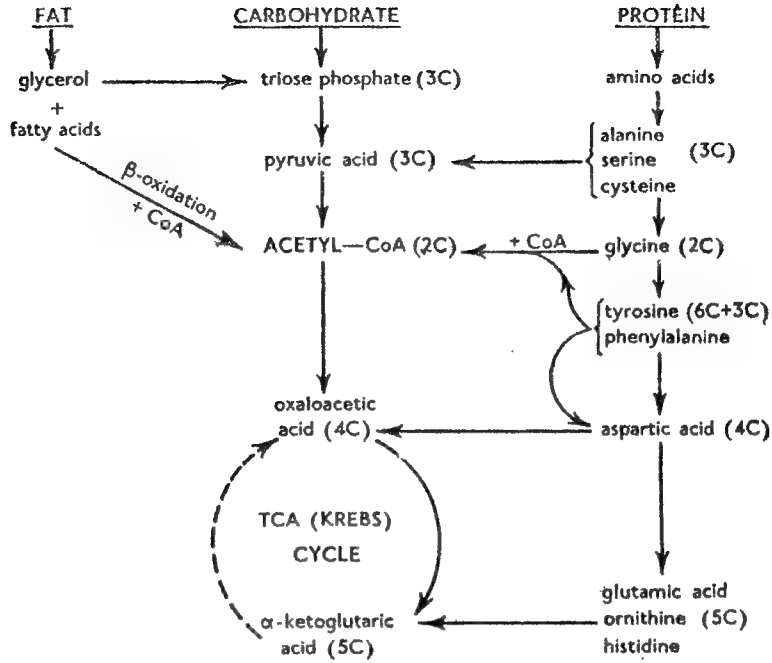 FAT
CARBOHYDRATE
PROTEIN
glycerol
triose phosphate (3C)
amino acids
+
fatty acids
alanine
serine (3C)
cysteine
pyruvic acid (3C)
β-oxidation
+ CoA
ACETYL—CoA (2C)
+ CoA
glycine (2C)
tyrosine (6C+3C)
phenylalanine
oxaloacetic
acid (4C)
aspartic acid (4C)
TCA (KREBS)
CYCLE
α-ketoglutaric
acid (5C)
glutamic acid
ornithine (5C)
histidine